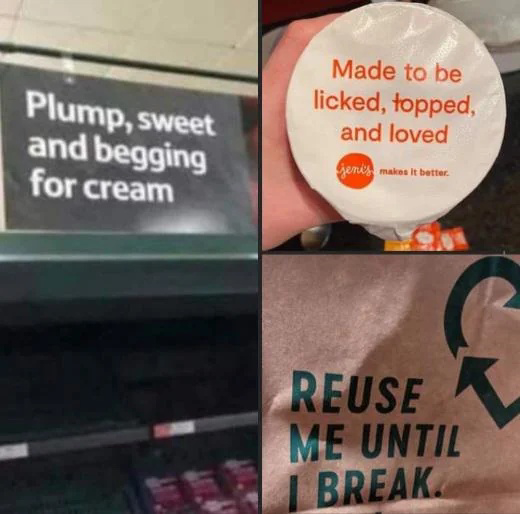 Plump, sweet
and begging
for cream
Made to be
licked, topped,
and loved
jeni's makes it better.
REUSE
ME UNTIL
I BREAK.